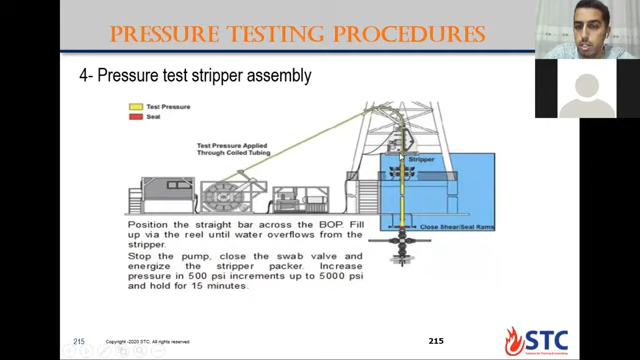 PRESSURE TESTING PROCEDURES
4- Pressure test stripper assembly
Test Pressure
Seal
Test Pressure Applied
Through Coiled Tubing
Stripper
Close Shear/Seal Rams
Position the straight bar across the BOP. Fill
up via the reel until water overflows from the
stripper.
Stop the pump, close the swab valve and
energize the stripper packer. Increase
pressure in 500 psi increments up to 5000 psi
and hold for 15 minutes.
215
Copyright -2020 STC, All rights reserved
215
STC